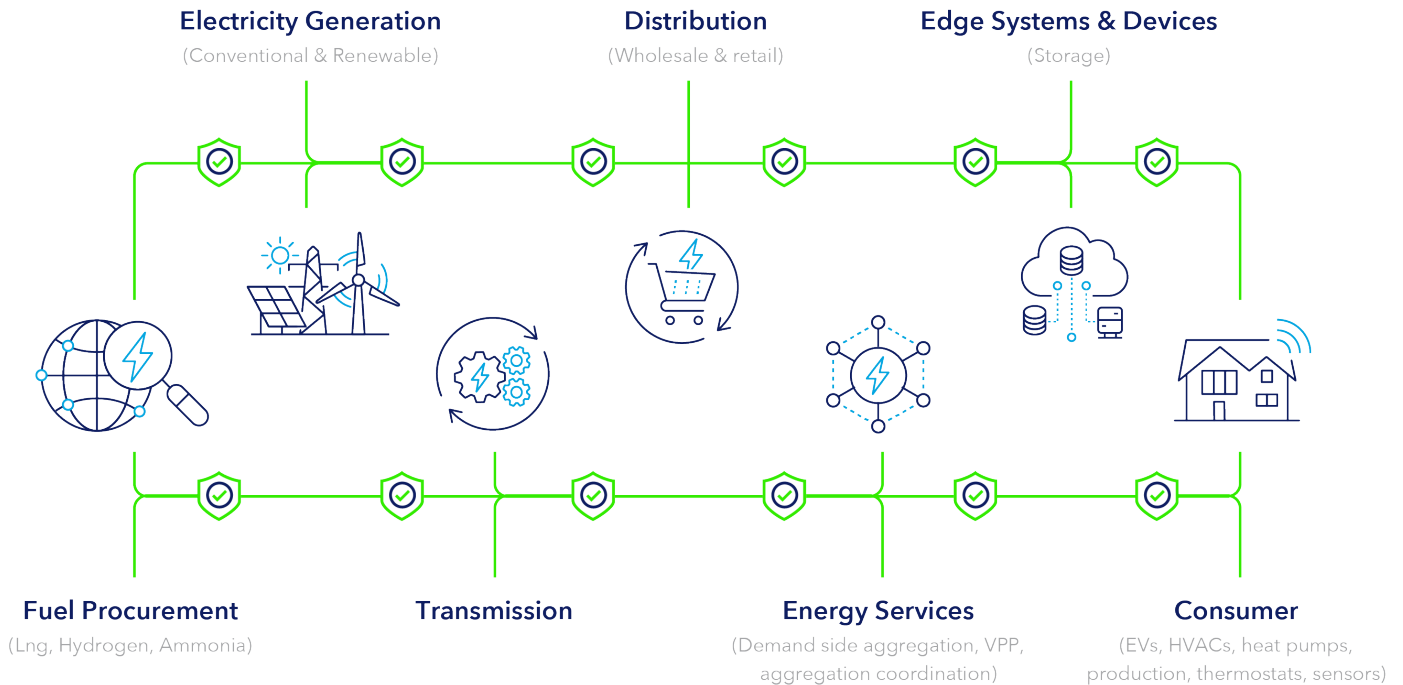 Electricity Generation
(Conventional & Renewable)
Distribution
(Wholesale & retail)
Edge Systems & Devices
(Storage)
Fuel Procurement
(Lng, Hydrogen, Ammonia)
Transmission
Energy Services
(Demand side aggregation, VPP,
aggregation coordination)
Consumer
(EVs, HVACs, heat pumps,
production, thermostats, sensors)